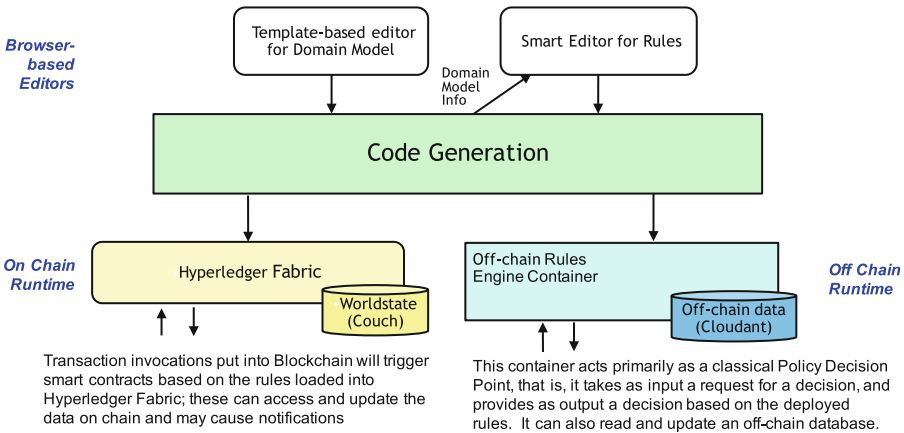 Template-based editor
for Domain Model
Smart Editor for Rules
Browser-
based
Editors
Domain
Model
Info
Code Generation
On Chain
Runtime
Hyperledger Fabric
Worldstate
(Couch)
Off-chain Rules
Engine Container
Off-chain data
(Cloudant)
Off Chain
Runtime
Transaction invocations put into Blockchain will trigger
smart contracts based on the rules loaded into
Hyperledger Fabric; these can access and update the
data on chain and may cause notifications
This container acts primarily as a classical Policy Decision
Point, that is, it takes as input a request for a decision, and
provides as output a decision based on the deployed
rules.  It can also read and update an off-chain database.